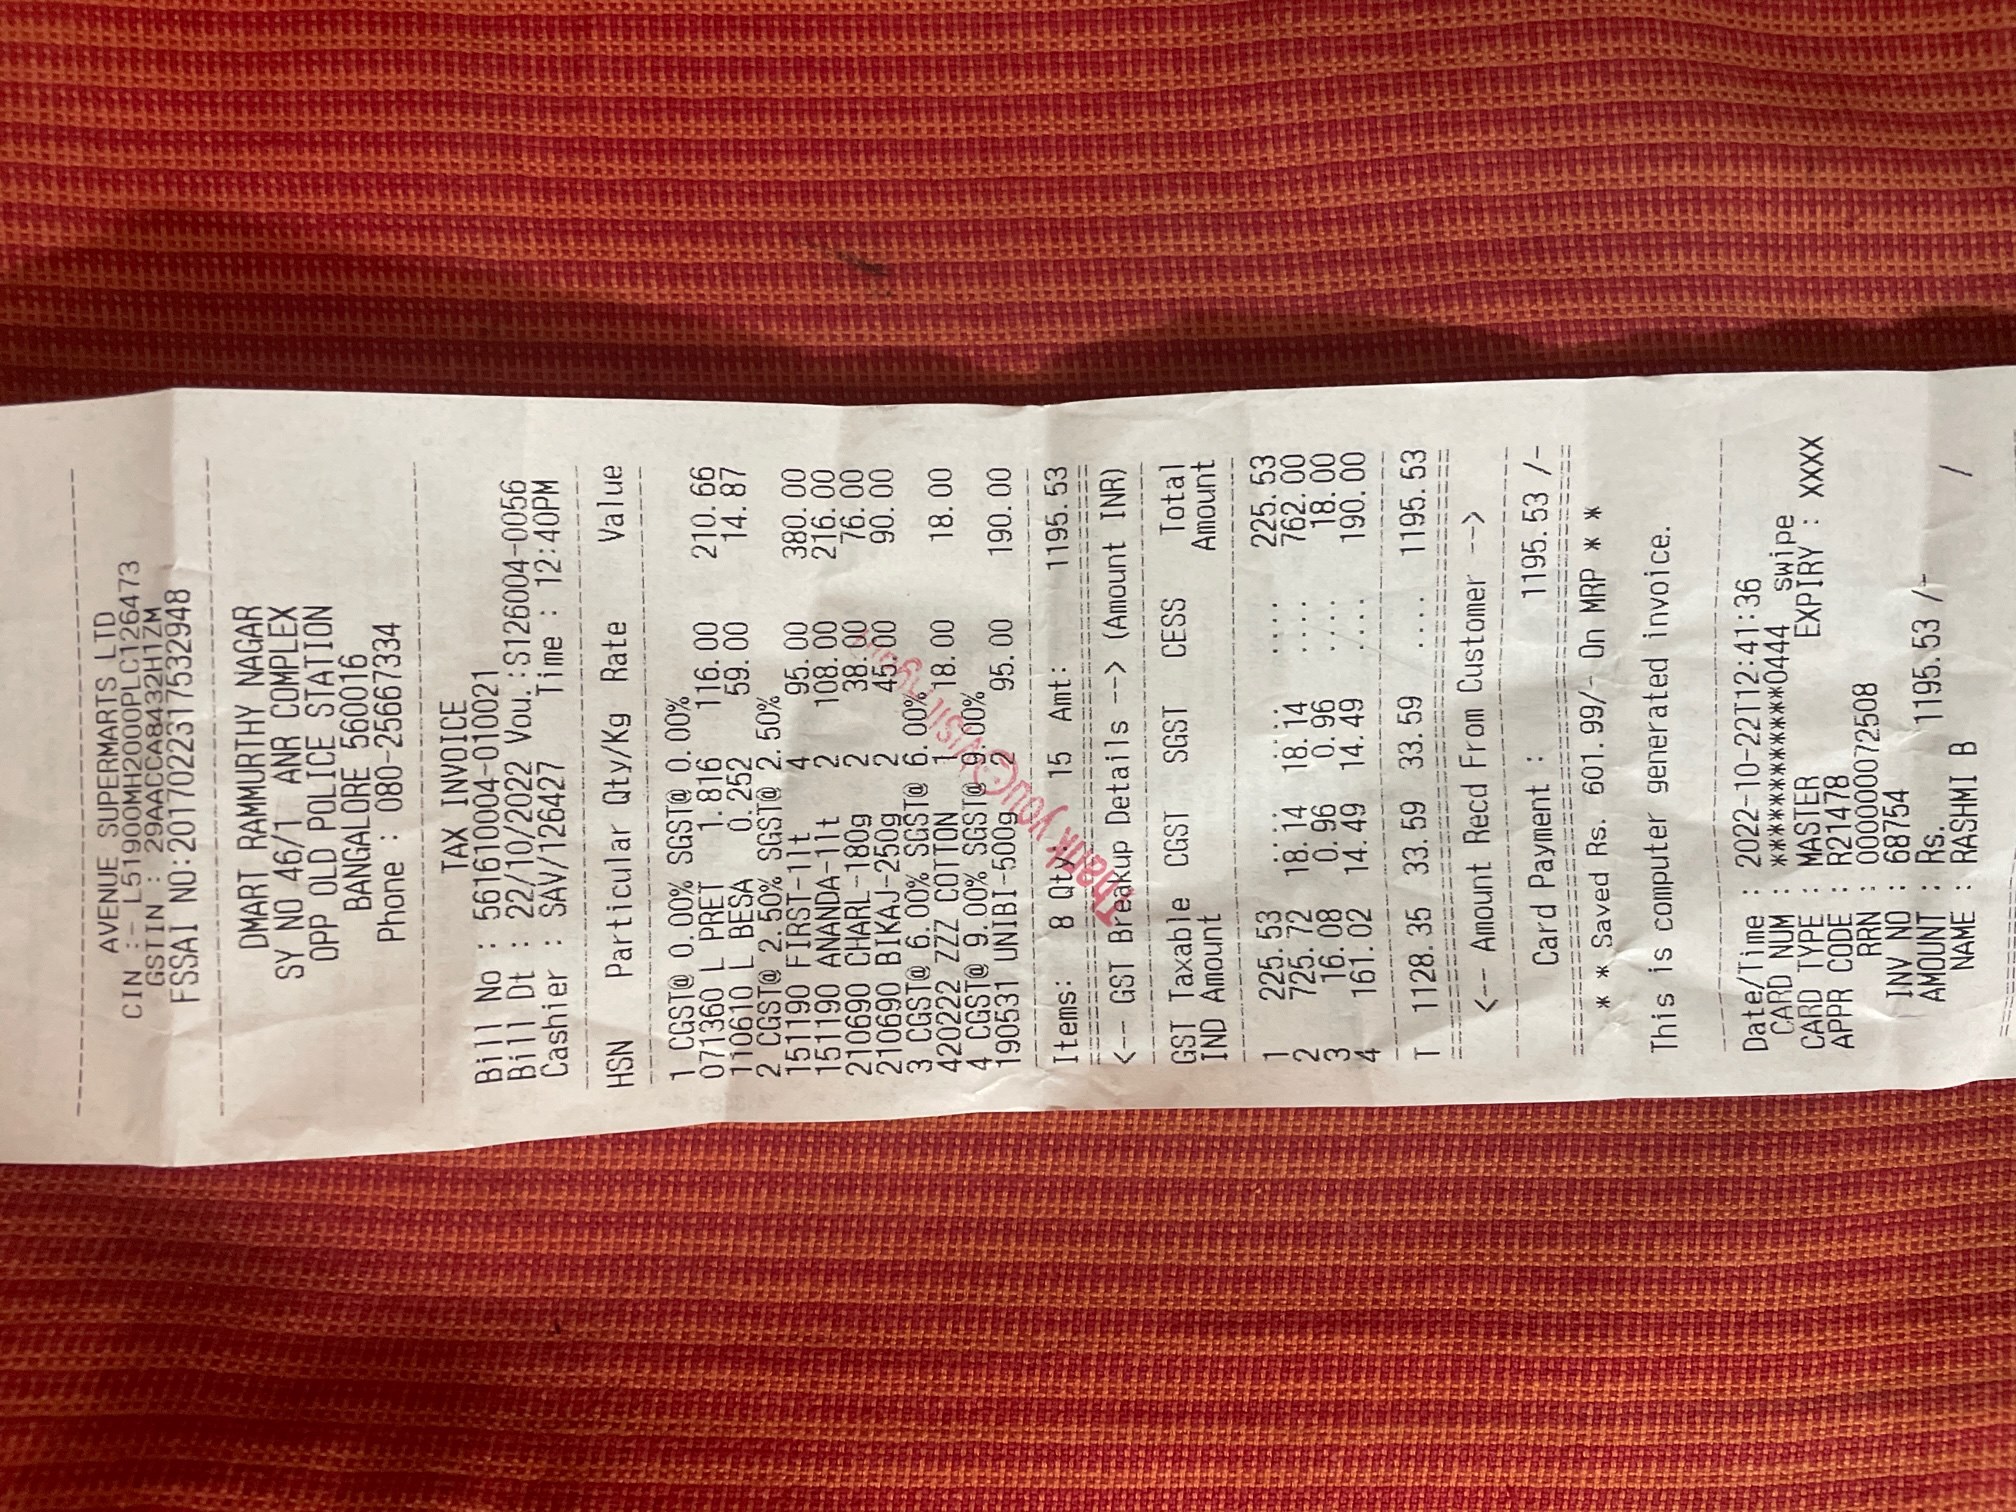 AVENUE SUPERMARTS LTD
CIN :- L51900MH2000PLC126473
GSTIN : 29AACCA8432H1ZM
FSSAI NO:2017022317532948
DMART RAMMURTHY NAGAR
SY NO 46/1 ANR COMPLEX
OPP OLD POLICE STATION
BANGALORE 560016
Phone : 080-25667334
TAX INVOICE
Bill No : 561610004-010021
Bill Dt : 22/10/2022 Vou.:S126004-0056
Cashier : SAV/126427 Time : 12:40PM
HSN Particular Qty/Kg Rate Value
1 CGST@ 0.00% SGST@ 0.00%
071360 L PRET 1.816 116.00 210.66
110610 L BESA 0.252 59.00 14.87
2 CGST@ 2.50% SGST@ 2.50%
151190 FIRST-1lt 4 95.00 380.00
151190 ANANDA-1lt 2 108.00 216.00
210690 CHARL-180g 2 38.00 76.00
210690 BIKAJ-250g 2 45.00 90.00
3 CGST@ 6.00% SGST@ 6.00%
420222 ZZZ COTTON 1 18.00 18.00
4 CGST@ 9.00% SGST@ 9.00%
190531 UNIBI-500g 2 95.00 190.00
Thank you Visit
Items: 8 Qty: 15 Amt: 1195.53
<-- GST Breakup Details --> (Amount INR)
GST Taxable CGST SGST CESS Total
IND Amount Amount
1 225.53 .... .... .... 225.53
2 725.72 18.14 18.14 .... 762.00
3 16.08 0.96 0.96 .... 18.00
4 161.02 14.49 14.49 .... 190.00
T 1128.35 33.59 33.59 .... 1195.53
<-- Amount Recd From Customer -->
Card Payment : 1195.53 /-
* * Saved Rs. 601.99/- On MRP * *
This is computer generated invoice.
Date/Time : 2022-10-22T12:41:36
CARD NUM : ************0444 swipe
CARD TYPE : MASTER EXPIRY : XXXX
APPR CODE : R21478
RRN : 000000072508
INV NO : 68754
AMOUNT : Rs. 1195.53 /-
NAME : RASHMI B /